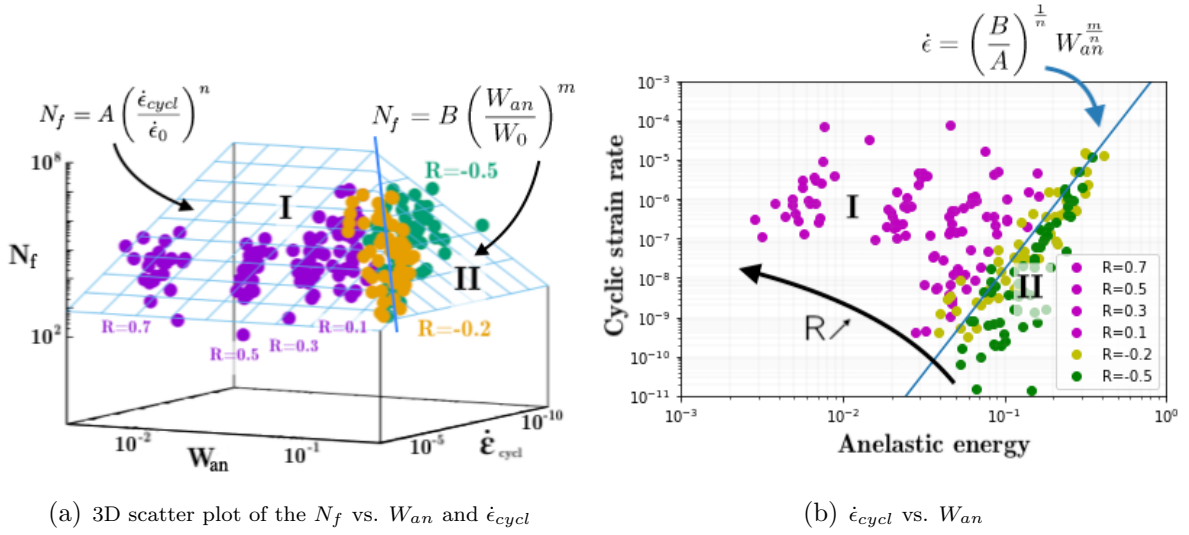 N_f = A (ε̇_cycl / ε̇_0)^n
N_f = B (W_an / W_0)^m
10^8
R=-0.5
I
N_f
II
R=0.7
R=0.1
R=-0.2
10^2
R=0.5
R=0.3
10^-2
W_an
10^-1
10^-5
ε̇_cycl
10^-10
(a) 3D scatter plot of the N_f vs. W_an and ε̇_cycl
ε̇ = (B/A)^(1/n) W_an^(m/n)
Cyclic strain rate
10^-3
10^-4
10^-5
10^-6
10^-7
10^-8
10^-9
10^-10
10^-11
I
II
R↗
R=0.7
R=0.5
R=0.3
R=0.1
R=-0.2
R=-0.5
10^-3 10^-2 10^-1 10^0
Anelastic energy
(b) ε̇_cycl vs. W_an